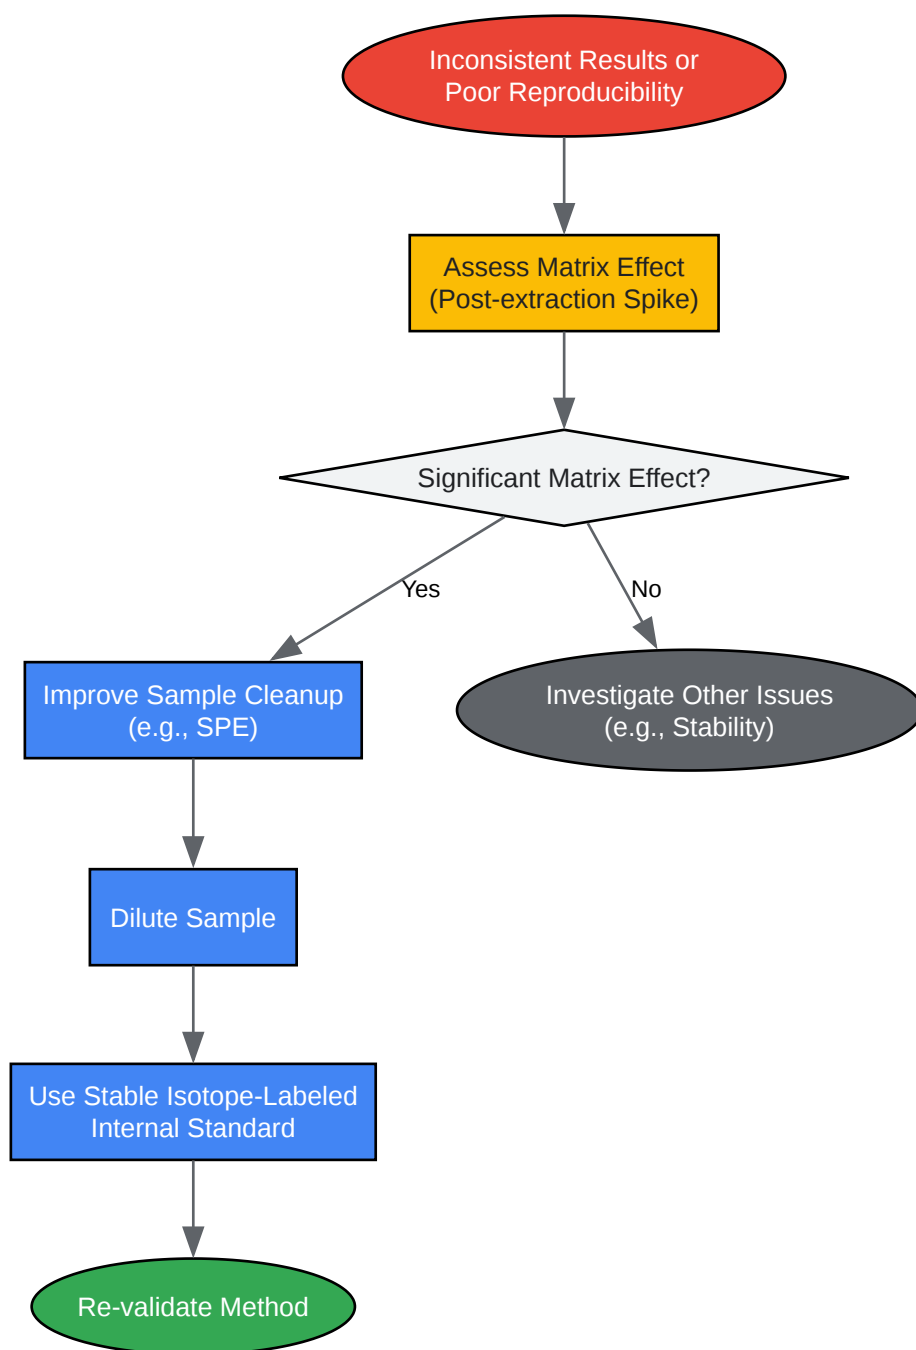 Inconsistent Results or
Poor Reproducibility
Assess Matrix Effect
(Post-extraction Spike)
Significant Matrix Effect?
Yes
No
Improve Sample Cleanup
(e.g., SPE)
Investigate Other Issues
(e.g., Stability)
Dilute Sample
Use Stable Isotope-Labeled
Internal Standard
Re-validate Method